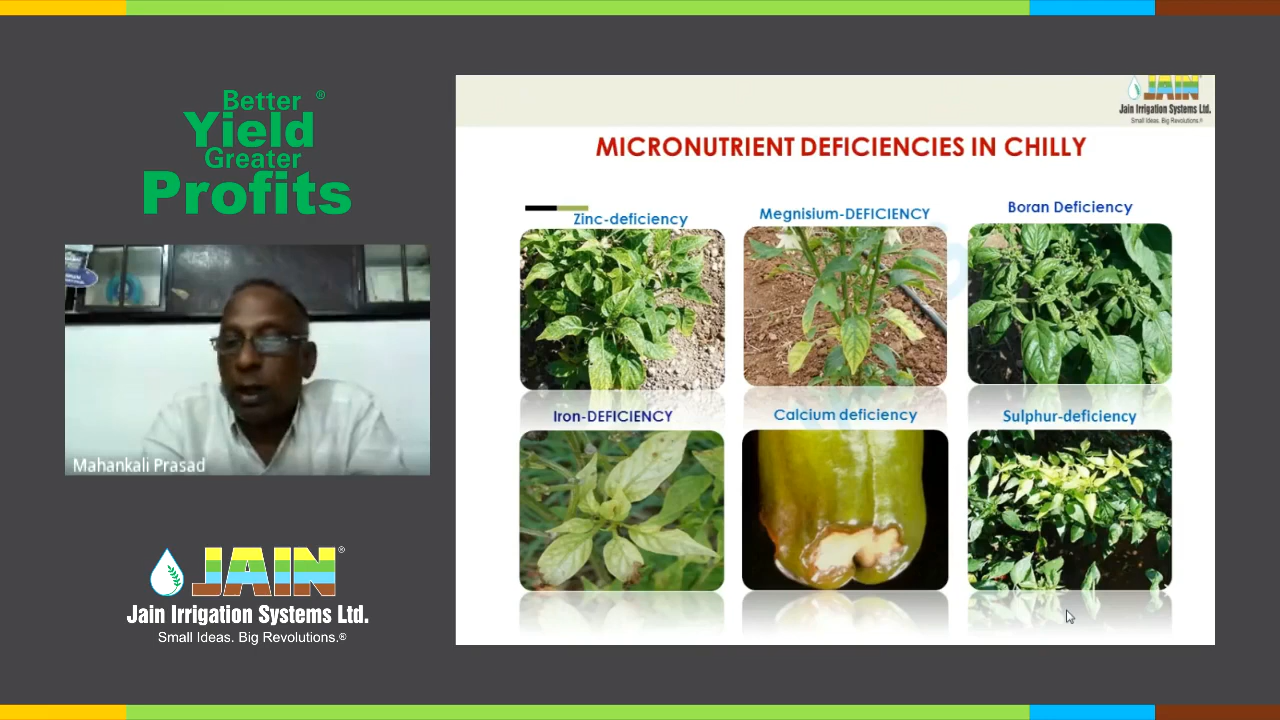 Better ®
Yield
Greater
Profits
Mahankali Prasad
JAIN®
Jain Irrigation Systems Ltd.
Small Ideas. Big Revolutions.®
JAIN
Jain Irrigation Systems Ltd.
Small Ideas. Big Revolutions.®
MICRONUTRIENT DEFICIENCIES IN CHILLY
Zinc-deficiency
Megnisium-DEFICIENCY
Boran Deficiency
Iron-DEFICIENCY
Calcium deficiency
Sulphur-deficiency